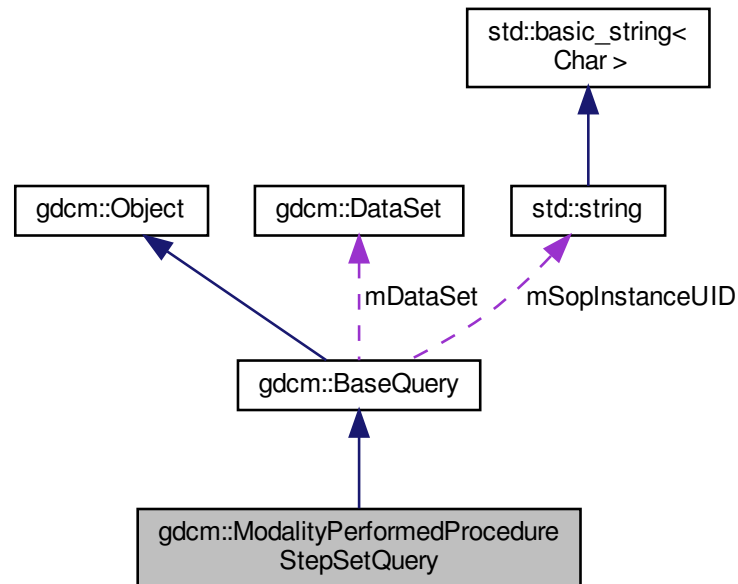 std::basic_string<
Char >
gdcm::Object
gdcm::DataSet
std::string
mDataSet
mSopInstanceUID
gdcm::BaseQuery
gdcm::ModalityPerformedProcedure
StepSetQuery